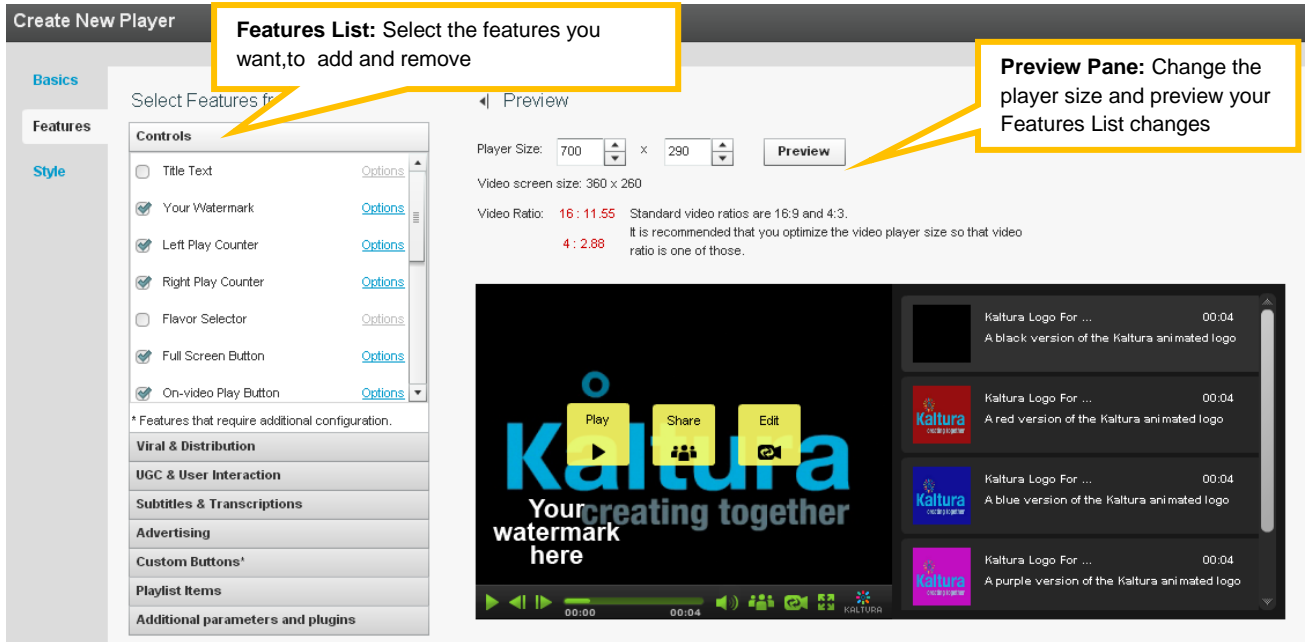 Create New Player
Features List: Select the features you
want,to add and remove
Preview Pane: Change the
player size and preview your
Features List changes
Basics
Features
Style
Select Features fr
Controls
Title Text Options
Your Watermark Options
Left Play Counter Options
Right Play Counter Options
Flavor Selector Options
Full Screen Button Options
On-video Play Button Options
* Features that require additional configuration.
Viral & Distribution
UGC & User Interaction
Subtitles & Transcriptions
Advertising
Custom Buttons*
Playlist Items
Additional parameters and plugins
Preview
Player Size: 700 x 290 Preview
Video screen size: 360 x 260
Video Ratio: 16 : 11.55 Standard video ratios are 16:9 and 4:3.
It is recommended that you optimize the video player size so that video
4 : 2.88 ratio is one of those.
Play Share Edit
Kaltura
creating together
Your
watermark
here
00:00 00:04 KALTURA
Kaltura Logo For ... 00:04
A black version of the Kaltura animated logo
Kaltura
creating together
Kaltura Logo For ... 00:04
A red version of the Kaltura animated logo
Kaltura
creating together
Kaltura Logo For ... 00:04
A blue version of the Kaltura animated logo
Kaltura
creating together
Kaltura Logo For ... 00:04
A purple version of the Kaltura animated logo